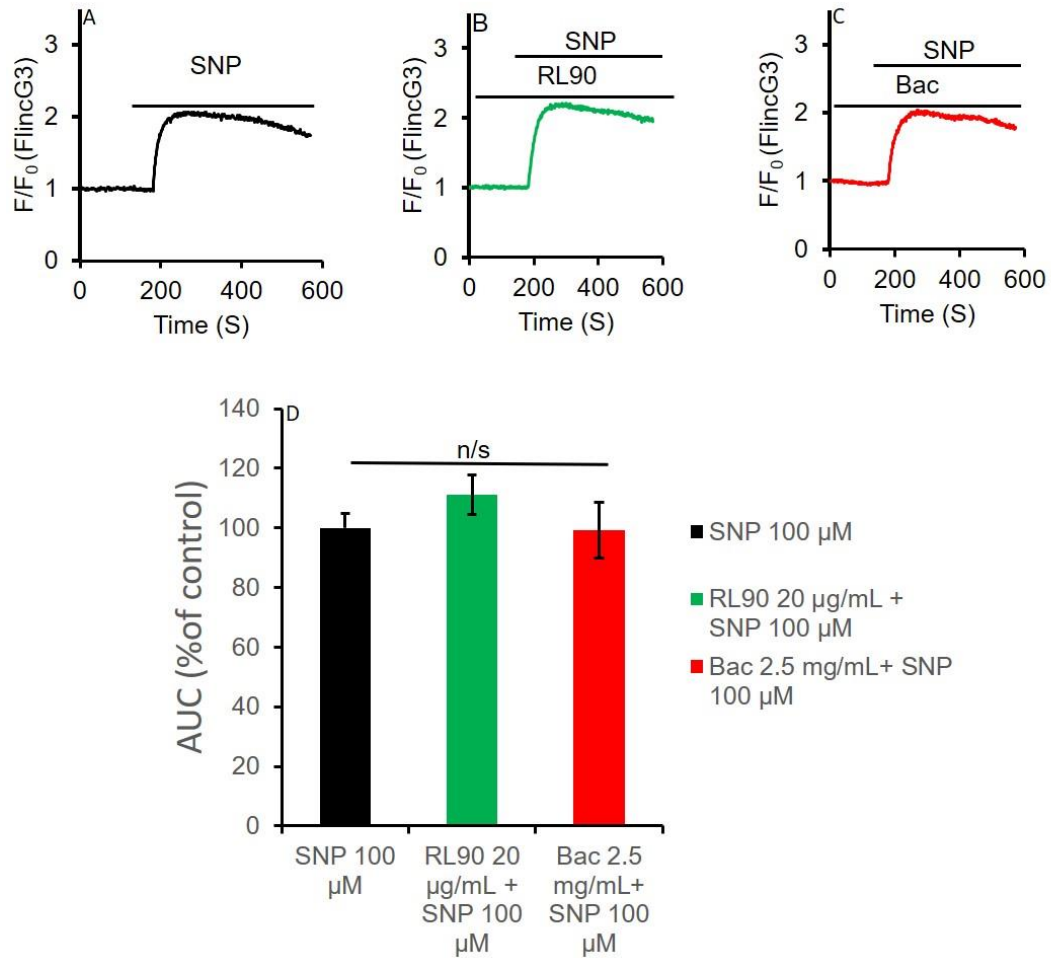 A
SNP
3
2
1
0
F/F₀ (FlincG3)
0 200 400 600
Time (S)
B
SNP
RL90
3
2
1
0
F/F₀ (FlincG3)
0 200 400 600
Time (S)
C
SNP
Bac
3
2
1
0
F/F₀ (FlincG3)
0 200 400 600
Time (S)
D
n/s
140
120
100
80
60
40
20
0
AUC (%of control)
SNP 100
µM
RL90 20
µg/mL +
SNP 100
µM
Bac 2.5
mg/mL+
SNP 100
µM
SNP 100 µM
RL90 20 µg/mL +
SNP 100 µM
Bac 2.5 mg/mL+ SNP
100 µM